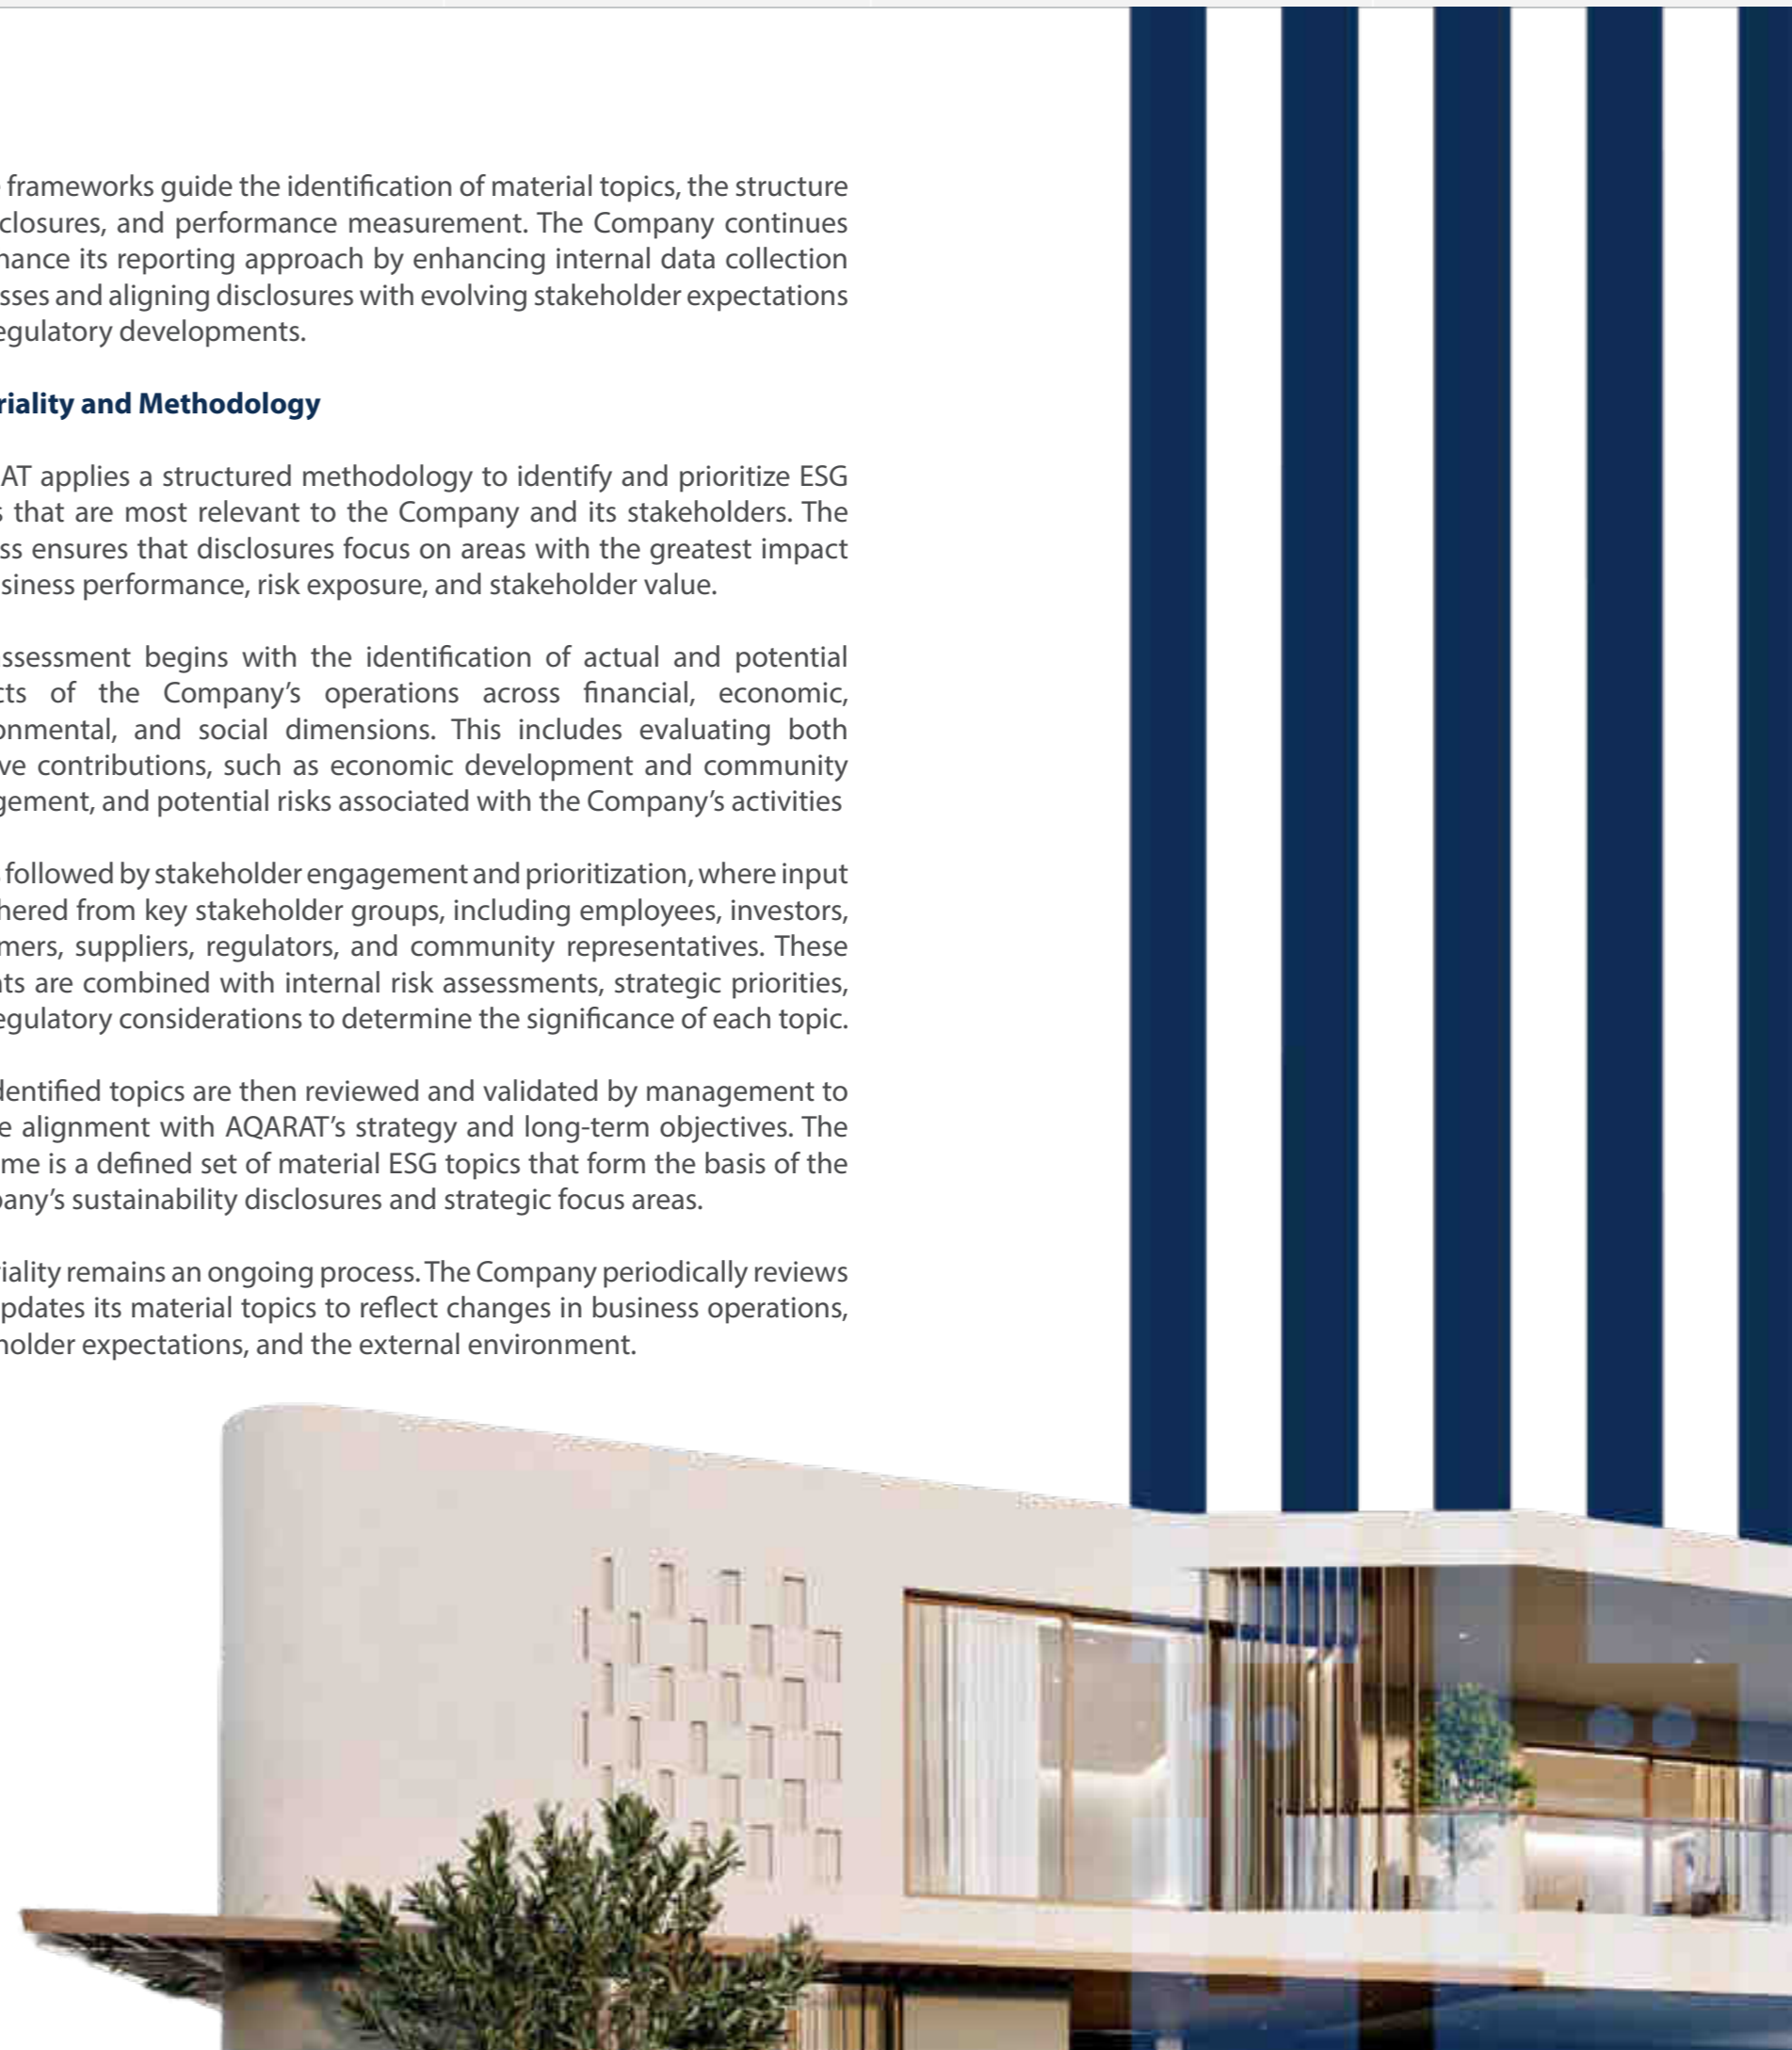 frameworks guide the identification of material topics, the structure
closures, and performance measurement. The Company continues
hance its reporting approach by enhancing internal data collection
sses and aligning disclosures with evolving stakeholder expectations
egulatory developments.
riality and Methodology
AT applies a structured methodology to identify and prioritize ESG
s that are most relevant to the Company and its stakeholders. The
ss ensures that disclosures focus on areas with the greatest impact
siness performance, risk exposure, and stakeholder value.
ssessment begins with the identification of actual and potential
cts of the Company's operations across financial, economic,
onmental, and social dimensions. This includes evaluating both
ve contributions, such as economic development and community
gement, and potential risks associated with the Company's activities
followed by stakeholder engagement and prioritization, where input
hered from key stakeholder groups, including employees, investors,
mers, suppliers, regulators, and community representatives. These
hts are combined with internal risk assessments, strategic priorities,
egulatory considerations to determine the significance of each topic.
dentified topics are then reviewed and validated by management to
e alignment with AQARAT's strategy and long-term objectives. The
me is a defined set of material ESG topics that form the basis of the
pany's sustainability disclosures and strategic focus areas.
riality remains an ongoing process. The Company periodically reviews
pdates its material topics to reflect changes in business operations,
holder expectations, and the external environment.